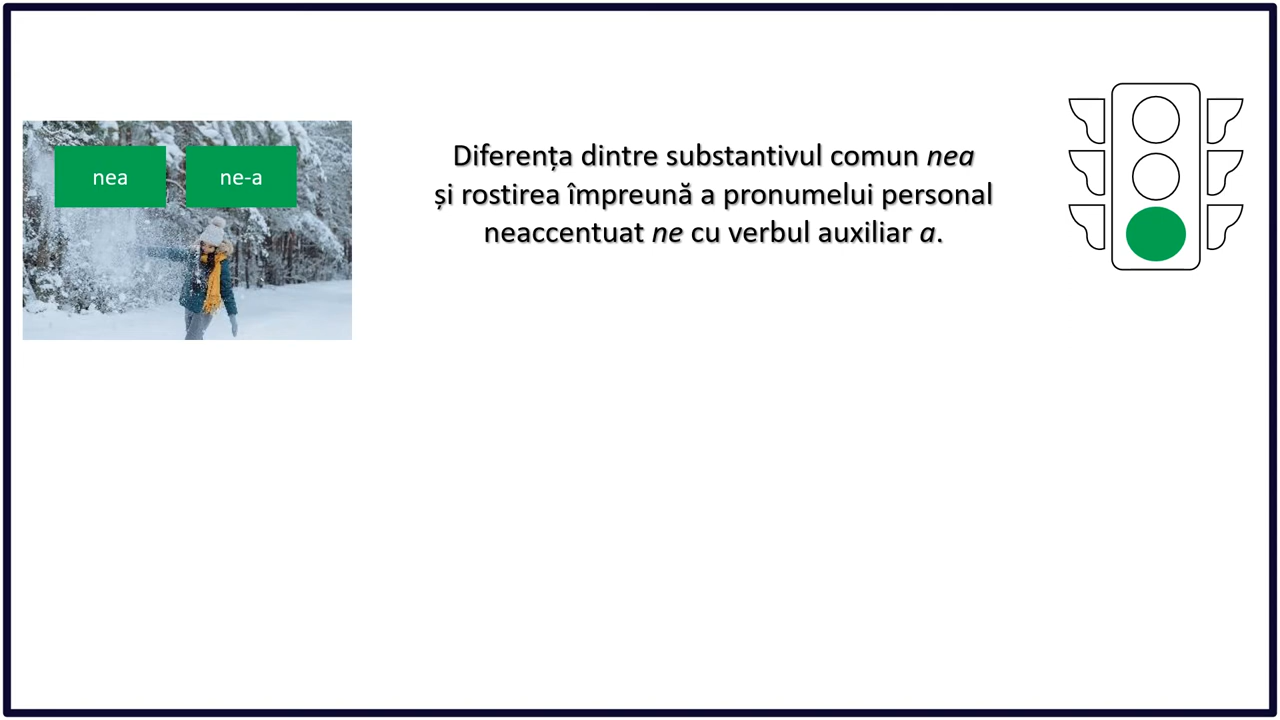 nea
ne-a
Diferența dintre substantivul comun nea
și rostirea împreună a pronumelui personal
neaccentuat ne cu verbul auxiliar a.